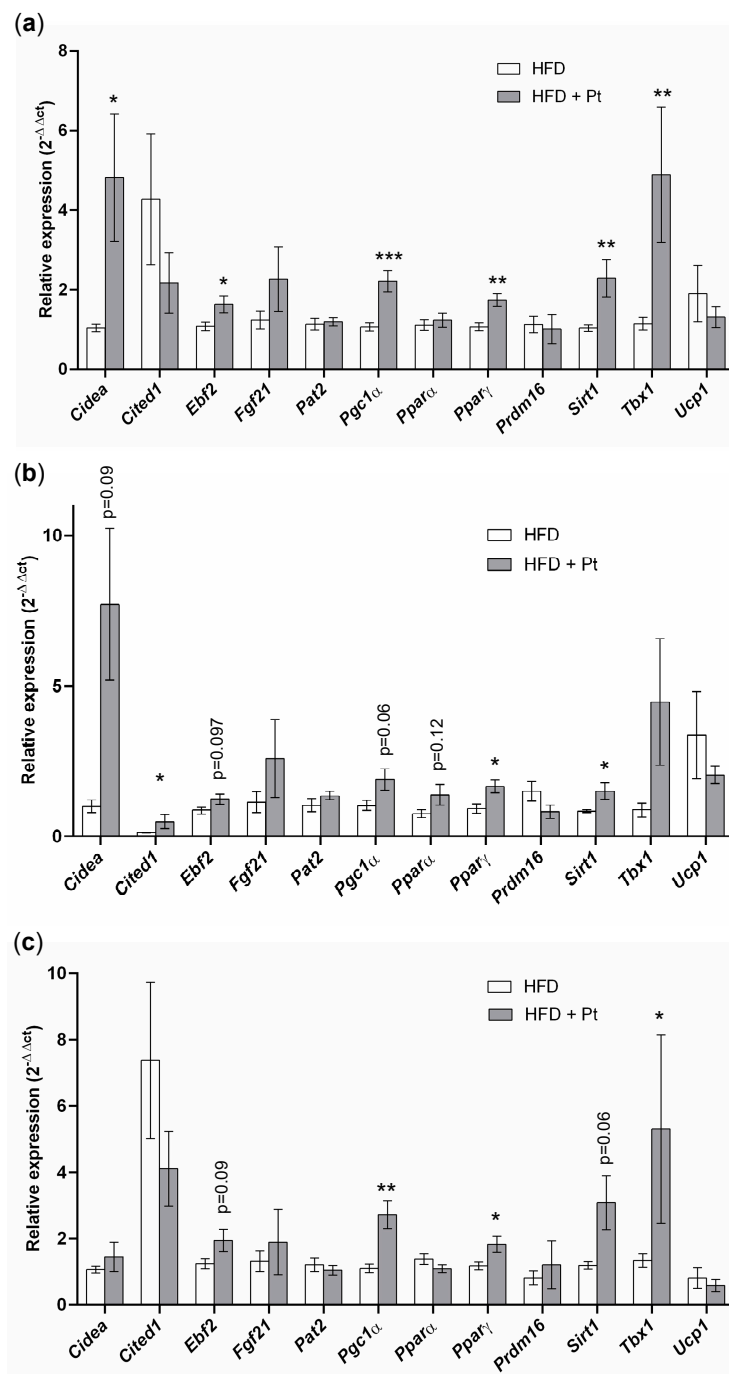 (a)
8
6
4
2
0
Relative expression (2^-Δ Δct)
HFD
HFD + Pt
*
*
***
**
**
**
Cidea
Cited1
Ebf2
Fgf21
Pat2
Pgc1α
Pparα
Pparγ
Prdm16
Sirt1
Tbx1
Ucp1
(b)
10
5
0
Relative expression (2^-Δ Δct)
HFD
HFD + Pt
p=0.09
*
p=0.097
p=0.06
p=0.12
*
*
Cidea
Cited1
Ebf2
Fgf21
Pat2
Pgc1α
Pparα
Pparγ
Prdm16
Sirt1
Tbx1
Ucp1
(c)
10
8
6
4
2
0
Relative expression (2^-Δ Δct)
HFD
HFD + Pt
p=0.09
**
*
p=0.06
*
Cidea
Cited1
Ebf2
Fgf21
Pat2
Pgc1α
Pparα
Pparγ
Prdm16
Sirt1
Tbx1
Ucp1